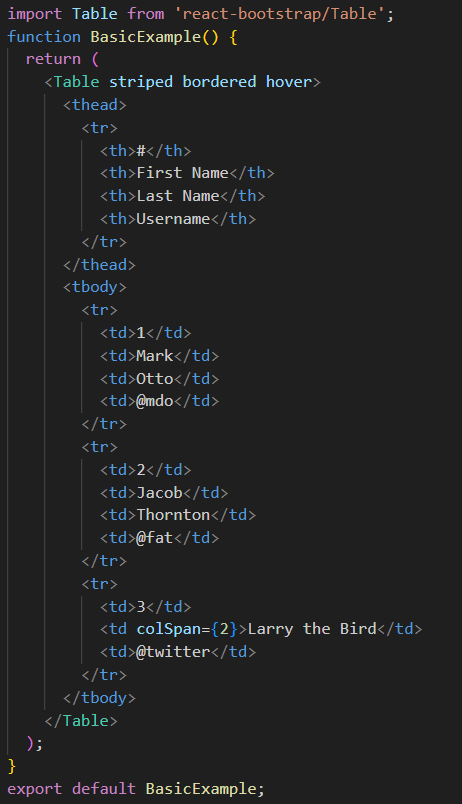 import Table from 'react-bootstrap/Table';
function BasicExample() {
  return (
    <Table striped bordered hover>
      <thead>
        <tr>
          <th>#</th>
          <th>First Name</th>
          <th>Last Name</th>
          <th>Username</th>
        </tr>
      </thead>
      <tbody>
        <tr>
          <td>1</td>
          <td>Mark</td>
          <td>Otto</td>
          <td>@mdo</td>
        </tr>
        <tr>
          <td>2</td>
          <td>Jacob</td>
          <td>Thornton</td>
          <td>@fat</td>
        </tr>
        <tr>
          <td>3</td>
          <td colSpan={2}>Larry the Bird</td>
          <td>@twitter</td>
        </tr>
      </tbody>
    </Table>
  );
}
export default BasicExample;